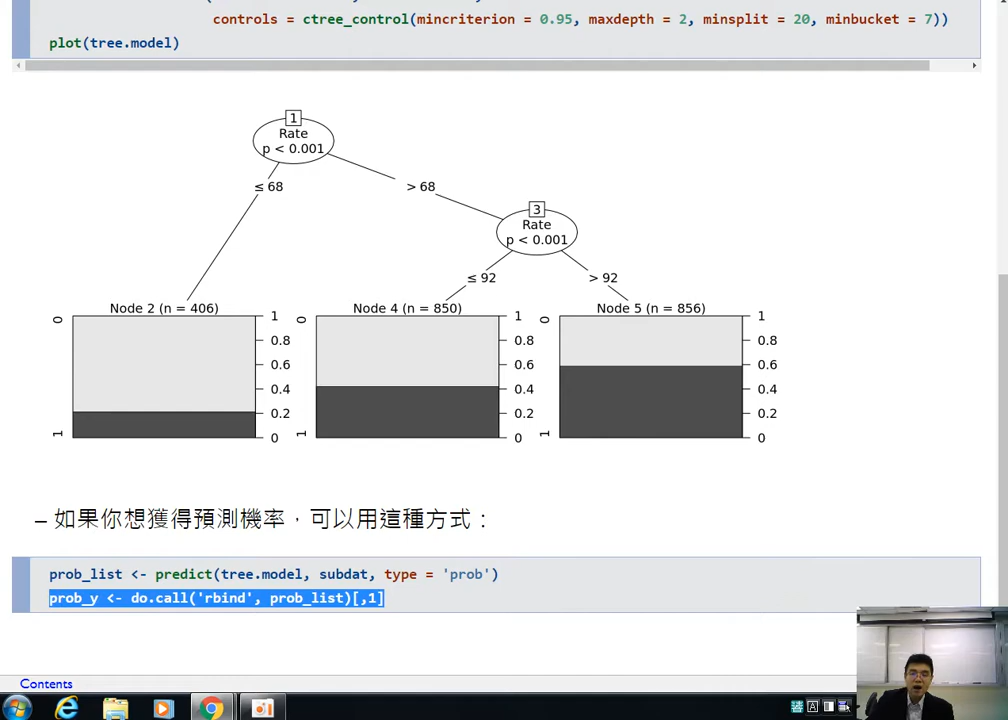 controls = ctree_control(mincriterion = 0.95, maxdepth = 2, minsplit = 20, minbucket = 7))
plot(tree.model)
1
Rate
p < 0.001
≤ 68
> 68
3
Rate
p < 0.001
≤ 92
> 92
Node 2 (n = 406)
0
1
1
0.8
0.6
0.4
0.2
0
Node 4 (n = 850)
0
1
1
0.8
0.6
0.4
0.2
0
Node 5 (n = 856)
0
1
1
0.8
0.6
0.4
0.2
0
– 如果你想獲得預測機率，可以用這種方式：
prob_list <- predict(tree.model, subdat, type = 'prob')
prob_y <- do.call('rbind', prob_list)[,1]
Contents
A